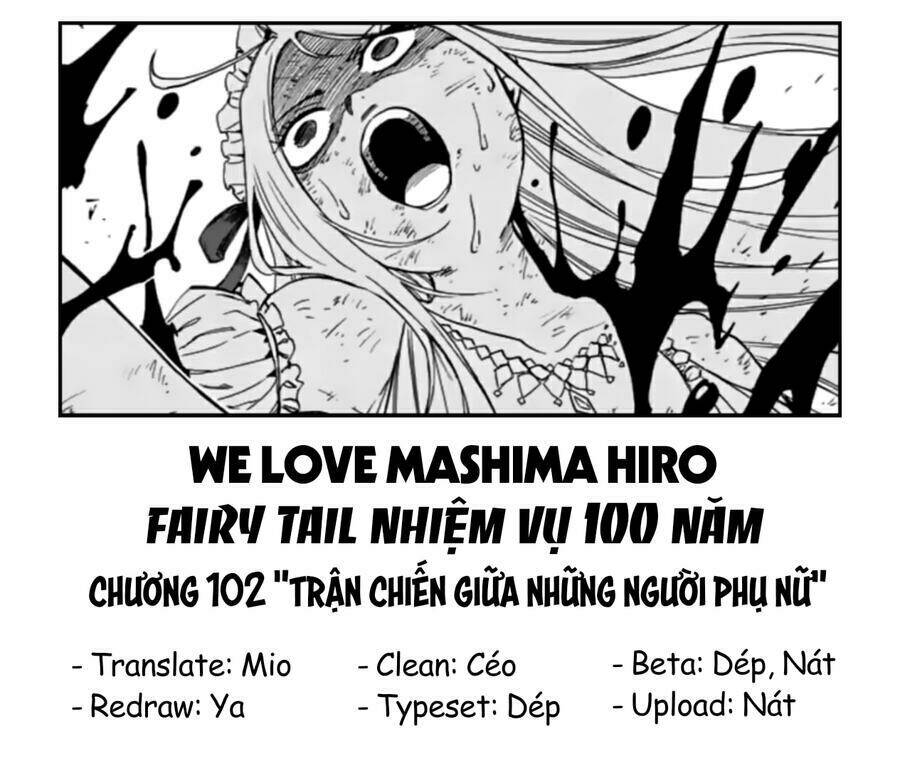 WE LOVE MASHIMA HIRO
FAIRY TAIL NHIỆM VỤ 100 NĂM
CHƯƠNG 102 "TRẬN CHIẾN GIỮA NHỮNG NGƯỜI PHỤ NỮ"
- Translate: Mio - Clean: Céo - Beta: Dép, Nát
- Redraw: Ya - Typeset: Dép - Upload: Nát